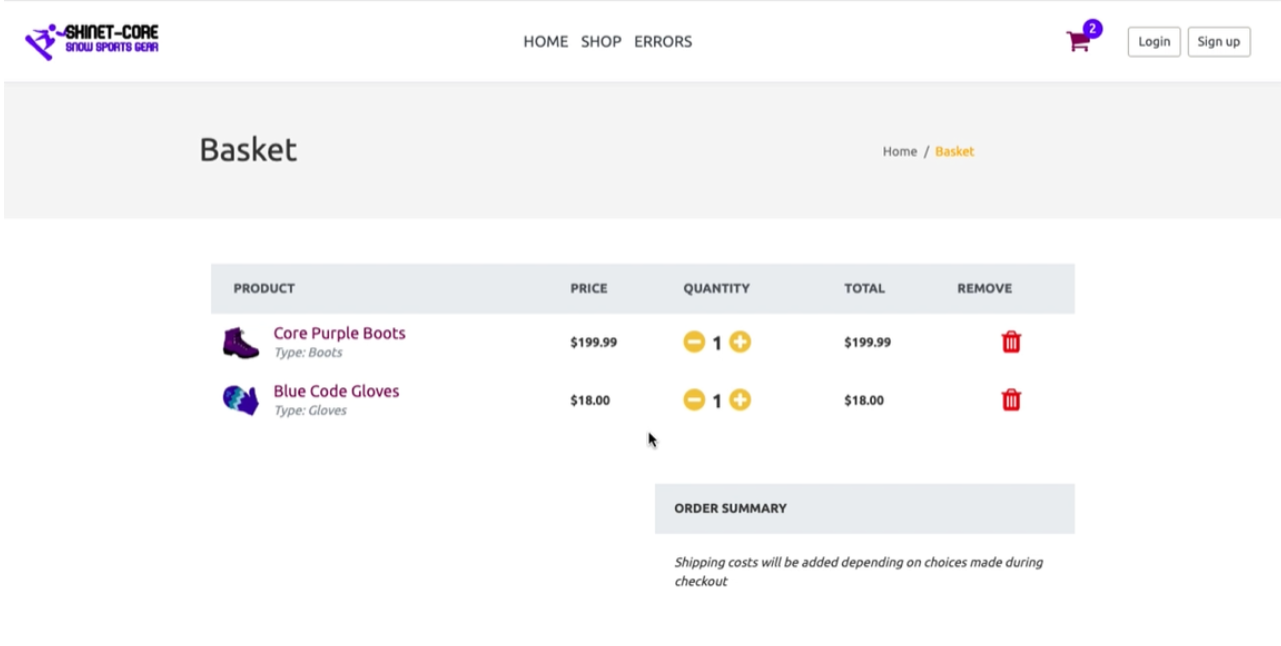 SHINET-CORE
SNOW SPORTS GEAR
HOME SHOP ERRORS
2
Login Sign up
Basket
Home / Basket
PRODUCT PRICE QUANTITY TOTAL REMOVE
Core Purple Boots
Type: Boots
$199.99 1 $199.99
Blue Code Gloves
Type: Gloves
$18.00 1 $18.00
ORDER SUMMARY
Shipping costs will be added depending on choices made during
checkout